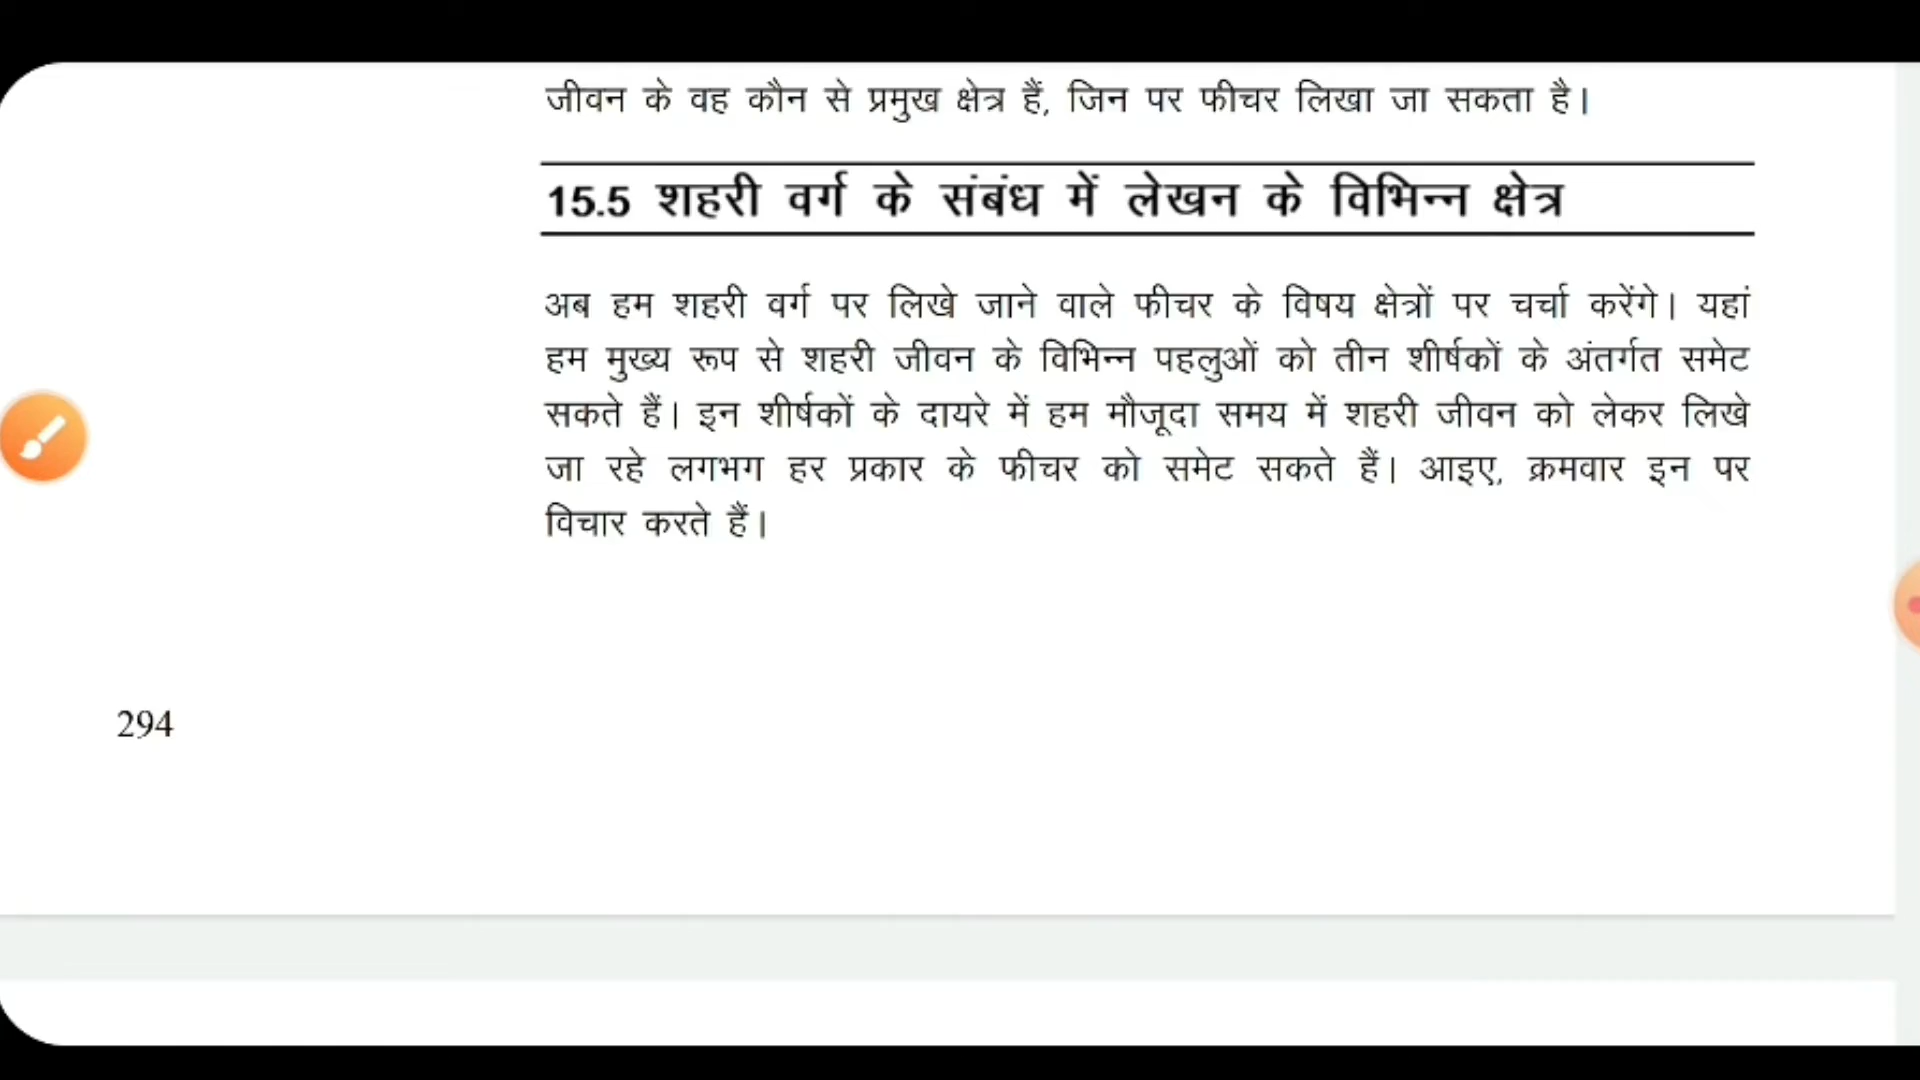 जीवन के वह कौन से प्रमुख क्षेत्र हैं, जिन पर फीचर लिखा जा सकता है।
15.5 शहरी वर्ग के संबंध में लेखन के विभिन्न क्षेत्र
अब हम शहरी वर्ग पर लिखे जाने वाले फीचर के विषय क्षेत्रों पर चर्चा करेंगे। यहां
हम मुख्य रूप से शहरी जीवन के विभिन्न पहलुओं को तीन शीर्षकों के अंतर्गत समेट
सकते हैं। इन शीर्षकों के दायरे में हम मौजूदा समय में शहरी जीवन को लेकर लिखे
जा रहे लगभग हर प्रकार के फीचर को समेट सकते हैं। आइए, क्रमवार इन पर
विचार करते हैं।
294